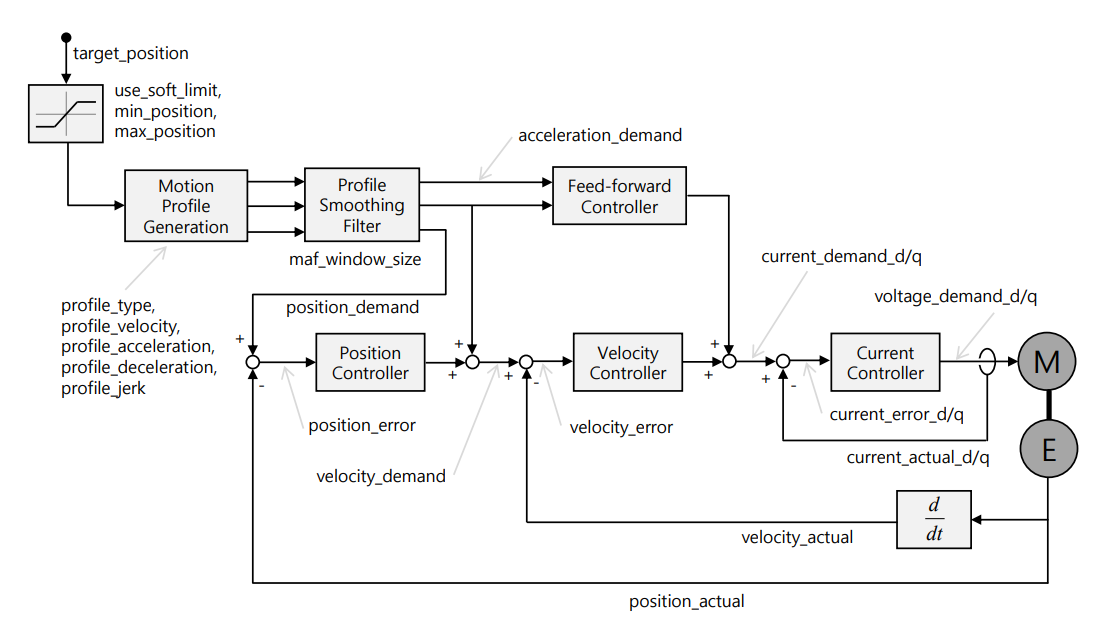 target_position
use_soft_limit,
min_position,
max_position
acceleration_demand
Motion
Profile
Generation
Profile
Smoothing
Filter
Feed-forward
Controller
maf_window_size
current_demand_d/q
voltage_demand_d/q
profile_type,
profile_velocity,
profile_acceleration,
profile_deceleration,
profile_jerk
position_demand
+
-
Position
Controller
+
+
+
-
Velocity
Controller
+
+
+
-
Current
Controller
M
position_error
velocity_error
current_error_d/q
velocity_demand
current_actual_d/q
E
d
dt
velocity_actual
position_actual